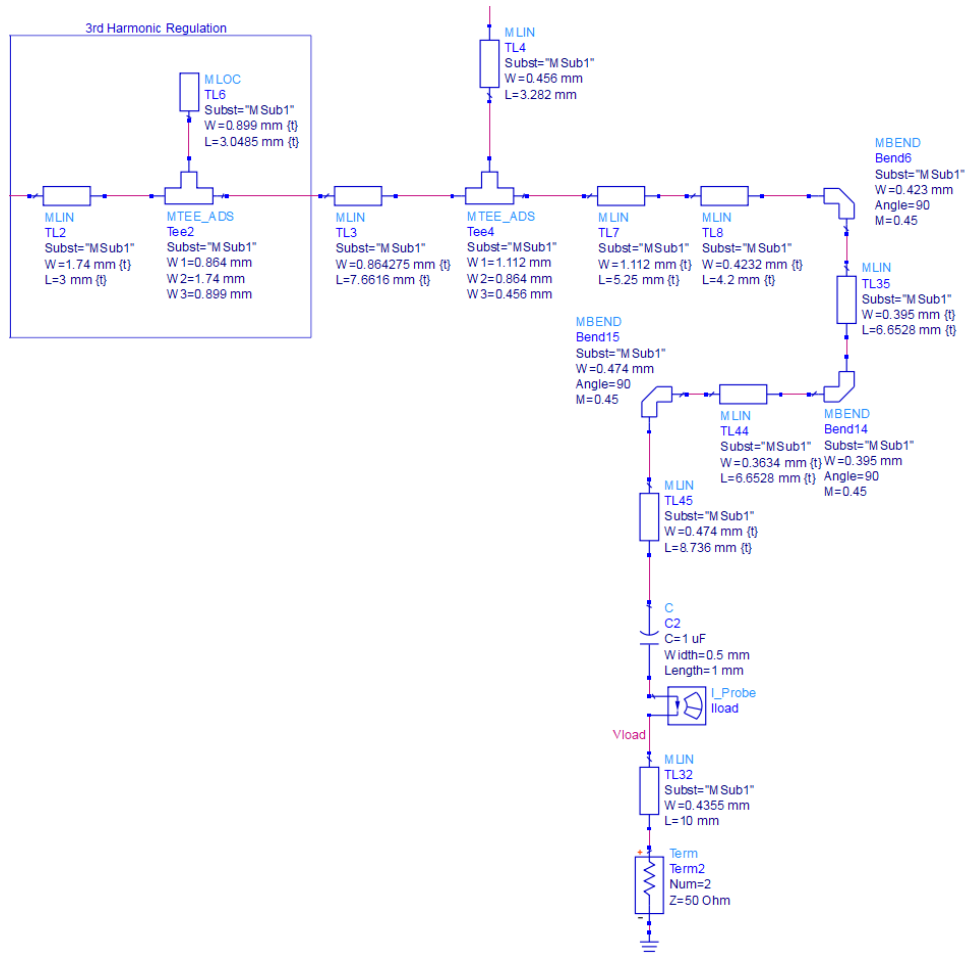 3rd Harmonic Regulation
MLOC
TL6
Subst="MSub1"
W=0.899 mm {t}
L=3.0485 mm {t}
MLIN
TL2
Subst="MSub1"
W=1.74 mm {t}
L=3 mm {t}
MTEE_ADS
Tee2
Subst="MSub1"
W1=0.864 mm
W2=1.74 mm
W3=0.899 mm
MLIN
TL3
Subst="MSub1"
W=0.864275 mm {t}
L=7.6616 mm {t}
MLIN
TL4
Subst="MSub1"
W=0.456 mm
L=3.282 mm
MTEE_ADS
Tee4
Subst="MSub1"
W1=1.112 mm
W2=0.864 mm
W3=0.456 mm
MLIN
TL7
Subst="MSub1"
W=1.112 mm {t}
L=5.25 mm {t}
MLIN
TL8
Subst="MSub1"
W=0.4232 mm {t}
L=4.2 mm {t}
MBEND
Bend6
Subst="MSub1"
W=0.423 mm
Angle=90
M=0.45
MLIN
TL35
Subst="MSub1"
W=0.395 mm {t}
L=6.6528 mm {t}
MBEND
Bend14
Subst="MSub1"
W=0.395 mm
Angle=90
M=0.45
MLIN
TL44
Subst="MSub1"
W=0.3634 mm {t}
L=6.6528 mm {t}
MBEND
Bend15
Subst="MSub1"
W=0.474 mm
Angle=90
M=0.45
MLIN
TL45
Subst="MSub1"
W=0.474 mm {t}
L=8.736 mm {t}
C
C2
C=1 uF
Width=0.5 mm
Length=1 mm
I_Probe
Iload
Vload
MLIN
TL32
Subst="MSub1"
W=0.4355 mm
L=10 mm
+
Term
Term2
Num=2
Z=50 Ohm
-